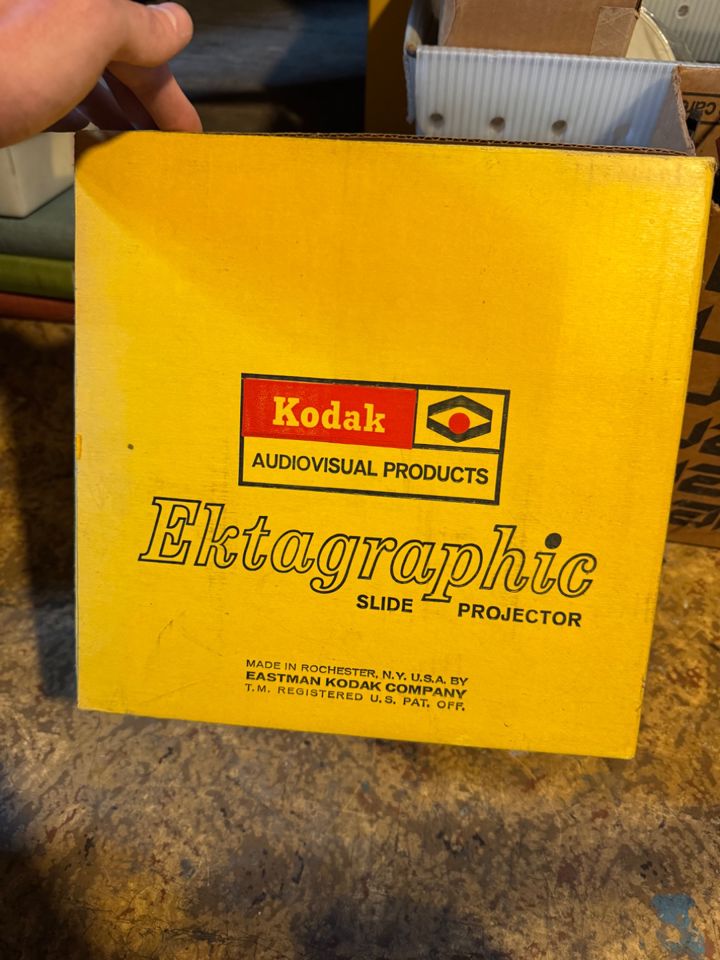 Kodak
AUDIOVISUAL PRODUCTS
Ektagraphic
SLIDE PROJECTOR
MADE IN ROCHESTER, N.Y. U.S.A. BY
EASTMAN KODAK COMPANY
T.M. REGISTERED U.S. PAT. OFF.